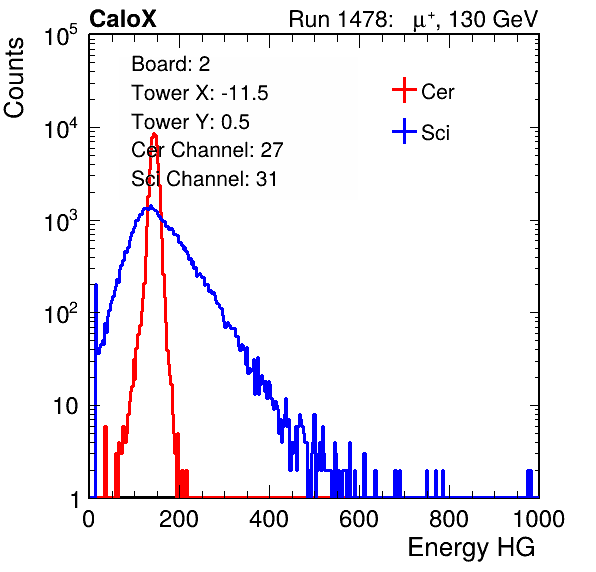 CaloX Run 1478: μ⁺, 130 GeV
Counts
10⁵
10⁴
10³
10²
10
1
Board: 2
Tower X: -11.5
Tower Y: 0.5
Cer Channel: 27
Sci Channel: 31
Cer
Sci
0 200 400 600 800 1000
Energy HG